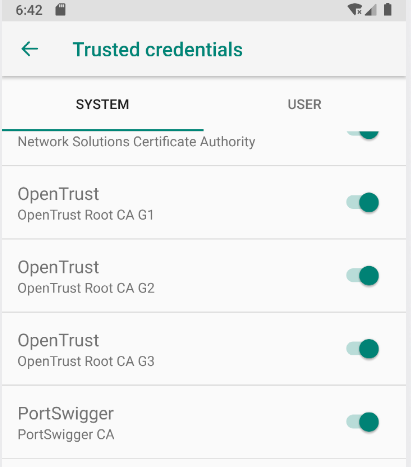 6:42
Trusted credentials
SYSTEM
USER
Network Solutions Certificate Authority
OpenTrust
OpenTrust Root CA G1
OpenTrust
OpenTrust Root CA G2
OpenTrust
OpenTrust Root CA G3
PortSwigger
PortSwigger CA